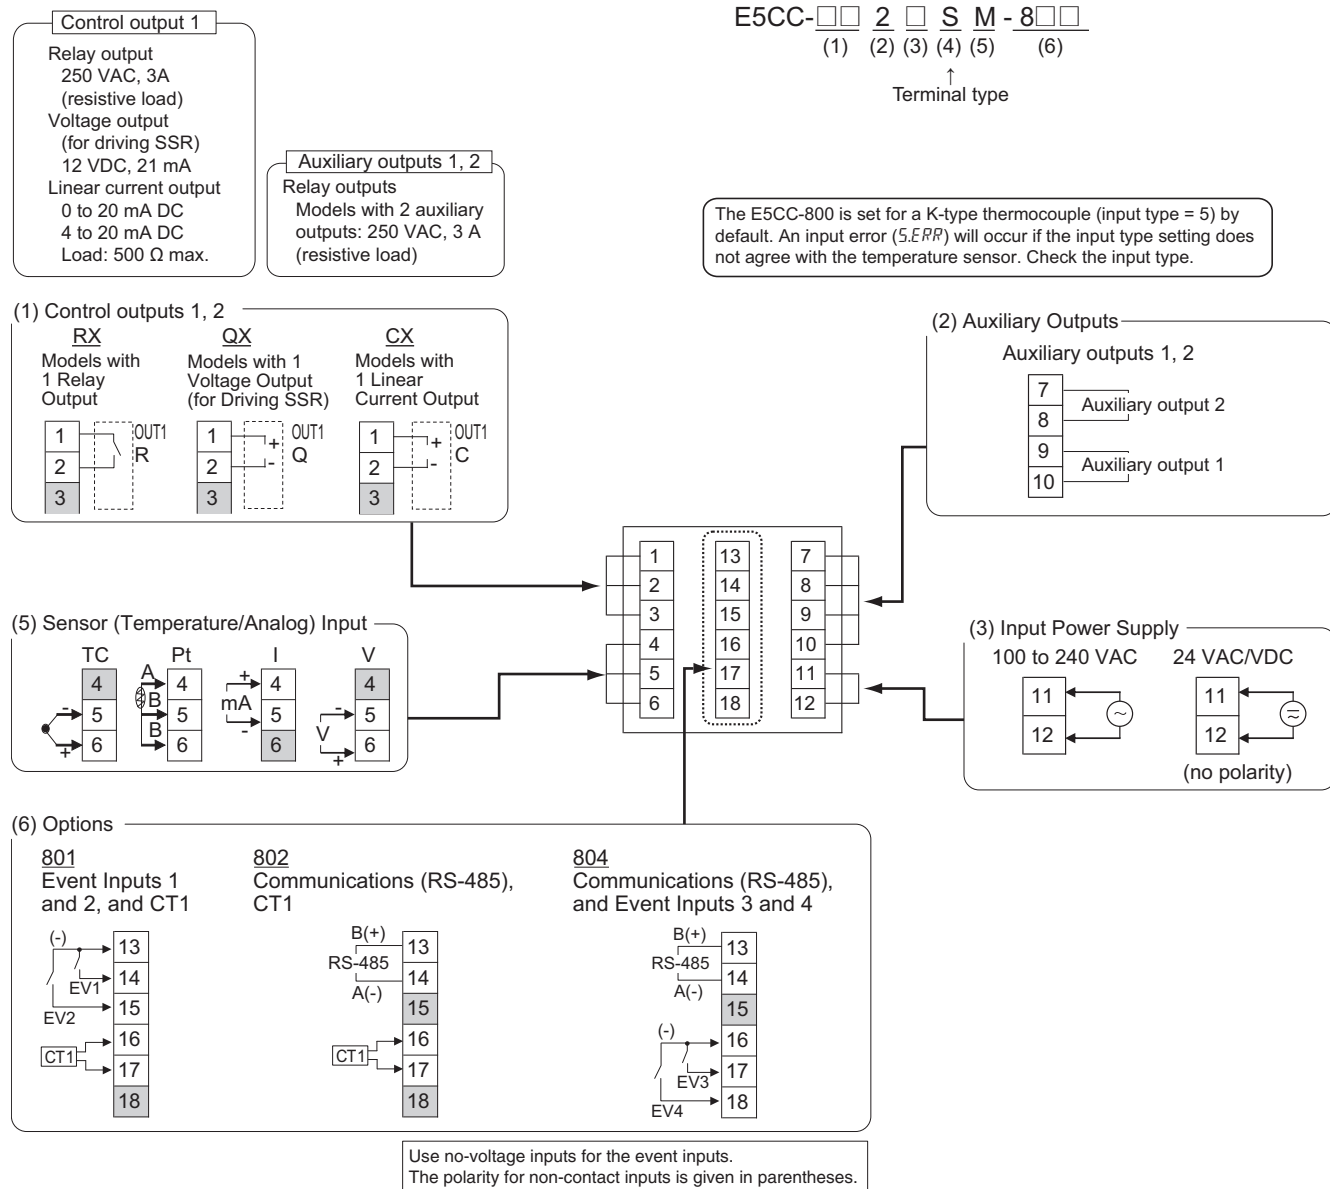 Control output 1
Relay output
250 VAC, 3A
(resistive load)
Voltage output
(for driving SSR)
12 VDC, 21 mA
Linear current output
0 to 20 mA DC
4 to 20 mA DC
Load: 500 Ω max.
Auxiliary outputs 1, 2
Relay outputs
Models with 2 auxiliary
outputs: 250 VAC, 3 A
(resistive load)
E5CC-□□ 2 □ S M - 8□□
(1) (2) (3) (4) (5) (6)
↑
Terminal type
The E5CC-800 is set for a K-type thermocouple (input type = 5) by
default. An input error (S.ERR) will occur if the input type setting does
not agree with the temperature sensor. Check the input type.
(1) Control outputs 1, 2
RX
Models with
1 Relay
Output
1
2
3
OUT1
R
QX
Models with 1
Voltage Output
(for Driving SSR)
1
2
3
+
-
OUT1
Q
CX
Models with
1 Linear
Current Output
1
2
3
+
-
OUT1
C
(2) Auxiliary Outputs
Auxiliary outputs 1, 2
7
8
9
10
Auxiliary output 2
Auxiliary output 1
1
2
3
4
5
6
13
14
15
16
17
18
7
8
9
10
11
12
(5) Sensor (Temperature/Analog) Input
TC
4
5
6
-
+
Pt
A
B
B
4
5
6
I
+
mA
-
4
5
6
V
-
V
+
4
5
6
(3) Input Power Supply
100 to 240 VAC
11
12
24 VAC/VDC
11
12
(no polarity)
(6) Options
801
Event Inputs 1
and 2, and CT1
(-)
EV1
EV2
CT1
13
14
15
16
17
18
802
Communications (RS-485),
CT1
B(+)
RS-485
A(-)
CT1
13
14
15
16
17
18
804
Communications (RS-485),
and Event Inputs 3 and 4
B(+)
RS-485
A(-)
(-)
EV3
EV4
13
14
15
16
17
18
Use no-voltage inputs for the event inputs.
The polarity for non-contact inputs is given in parentheses.